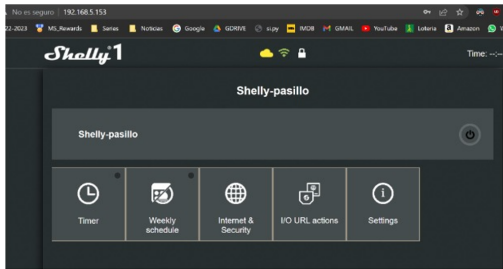 No es seguro | 192.168.5.153
22-2023 MS_Rewards Series Noticias Google GDRIVE IMDB GMAIL YouTube Loteria Amazon
Shelly 1 Time: --:--
Shelly-pasillo
Shelly-pasillo
Timer Weekly schedule Internet & Security I/O URL actions Settings